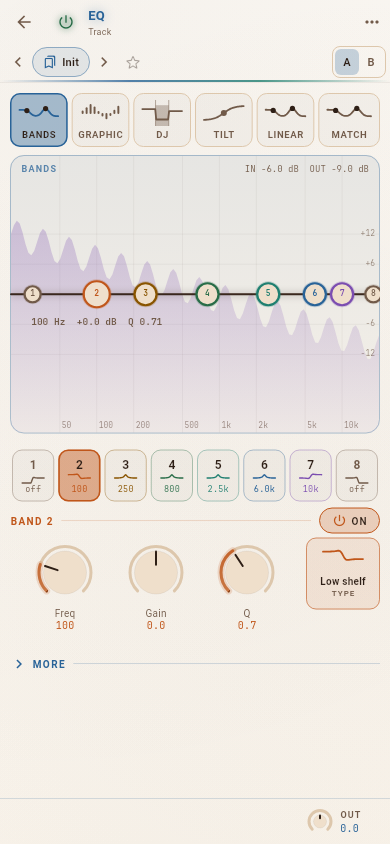 EQ
Track
Init
A B
BANDS GRAPHIC DJ TILT LINEAR MATCH
BANDS IN -6.0 dB OUT -9.0 dB
+12
+6
1 2 3 4 5 6 7 8
100 Hz +0.0 dB Q 0.71
-6
-12
50 100 200 500 1k 2k 5k 10k
1 2 3 4 5 6 7 8
off 100 250 800 2.5k 6.0k 10k off
BAND 2 ON
Low shelf
TYPE
Freq Gain Q
100 0.0 0.7
MORE
OUT
0.0